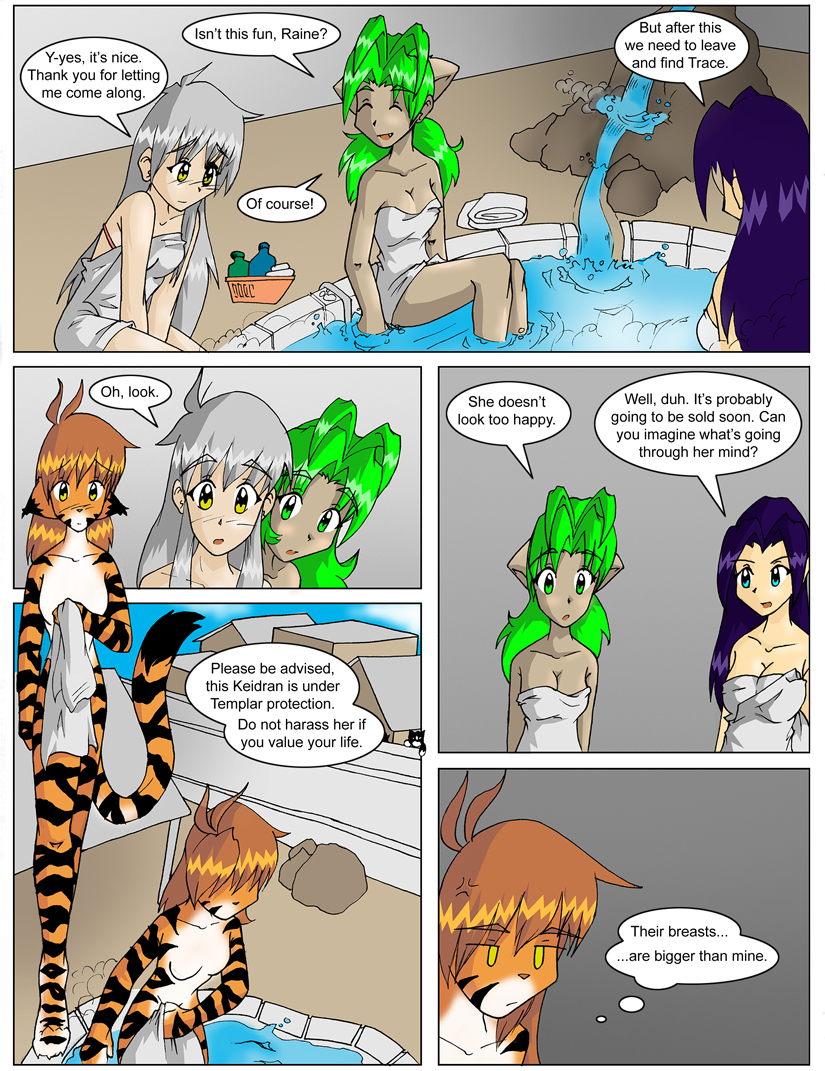 Isn't this fun, Raine?
Y-yes, it's nice.
Thank you for letting
me come along.
Of course!
But after this
we need to leave
and find Trace.
Oh, look.
She doesn't
look too happy.
Well, duh. It's probably
going to be sold soon. Can
you imagine what's going
through her mind?
Please be advised,
this Keidran is under
Templar protection.
Do not harass her if
you value your life.
Their breasts...
...are bigger than mine.